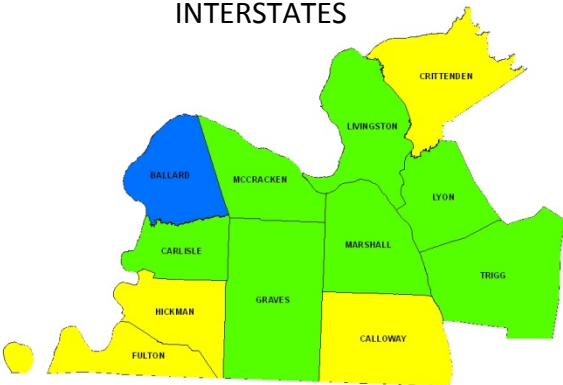 INTERSTATES
CRITTENDEN
LIVINGSTON
BALLARD
MCCRACKEN
LYON
MARSHALL
CARLISLE
TRIGG
GRAVES
HICKMAN
CALLOWAY
FULTON